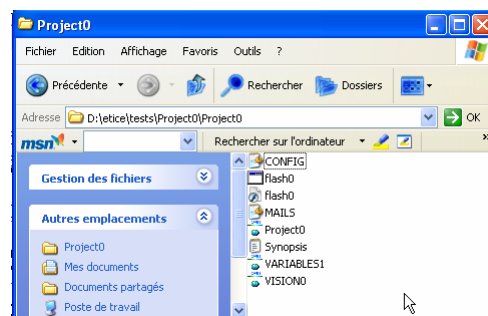 Project0
Fichier Edition Affichage Favoris Outils ?
Précédente Rechercher Dossiers
Adresse D:\etice\tests\Project0\Project0 OK
msn Rechercher sur l'ordinateur »
Gestion des fichiers
Autres emplacements
Project0
Mes documents
Documents partagés
Poste de travail
CONFIG
flash0
flash0
MAILS
Project0
Synopsis
VARIABLES1
VISION0